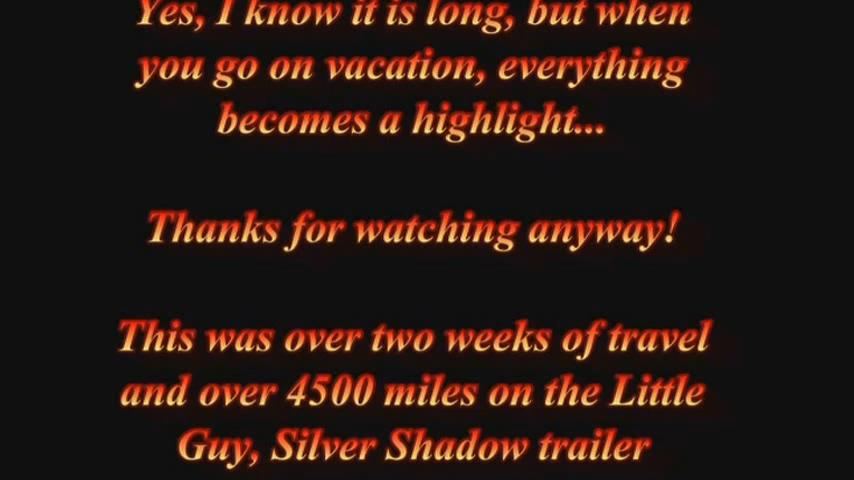 Yes, I know it is long, but when
you go on vacation, everything
becomes a highlight...
Thanks for watching anyway!
This was over two weeks of travel
and over 4500 miles on the Little
Guy, Silver Shadow trailer